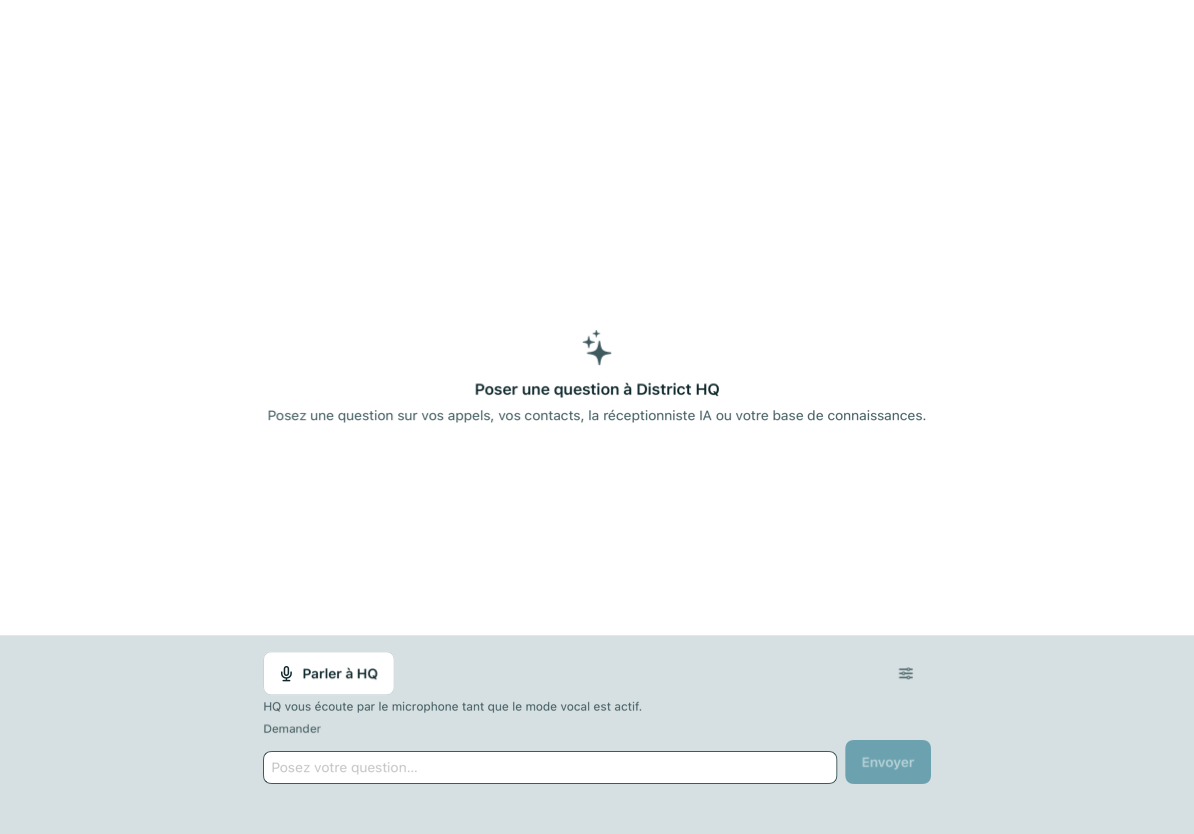 Poser une question à District HQ
Posez une question sur vos appels, vos contacts, la réceptionniste IA ou votre base de connaissances.
Parler à HQ
HQ vous écoute par le microphone tant que le mode vocal est actif.
Demander
Posez votre question...
Envoyer